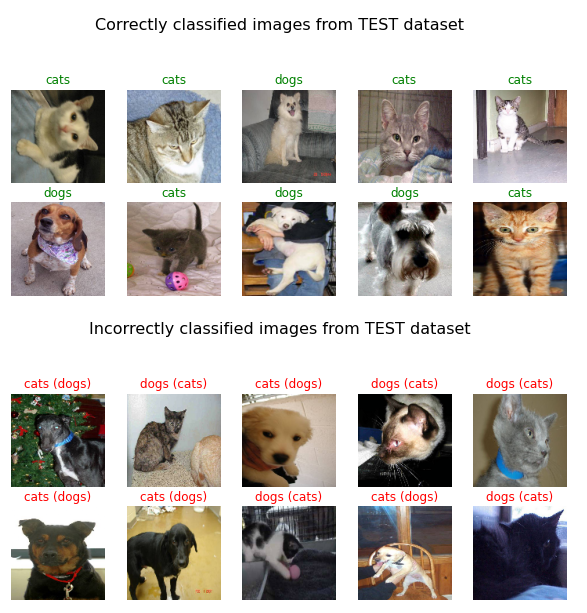 Correctly classified images from TEST dataset
cats cats dogs cats cats
dogs cats dogs dogs cats
Incorrectly classified images from TEST dataset
cats (dogs) dogs (cats) cats (dogs) dogs (cats) dogs (cats)
cats (dogs) cats (dogs) dogs (cats) cats (dogs) dogs (cats)